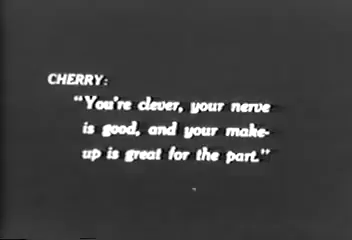 CHERRY:
"You're clever, your nerve
is good, and your make-
up is great for the part."